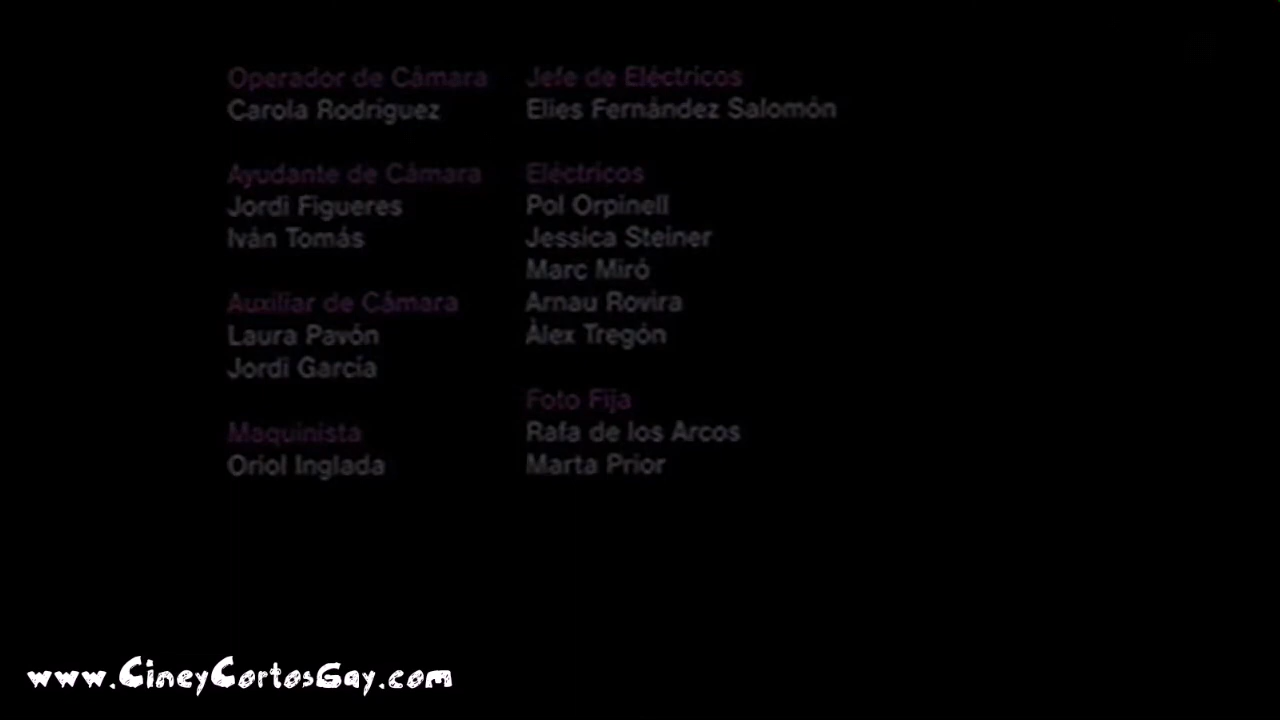 Operador de Cámara
Carola Rodríguez
Ayudante de Cámara
Jordi Figueres
Iván Tomás
Auxiliar de Cámara
Laura Pavón
Jordi García
Maquinista
Oriol Inglada
Jefe de Eléctricos
Elies Fernández Salomón
Eléctricos
Pol Orpinell
Jessica Steiner
Marc Miró
Arnau Rovira
Àlex Tregón
Foto Fija
Rafa de los Arcos
Marta Prior
www.CineyCortosGay.com